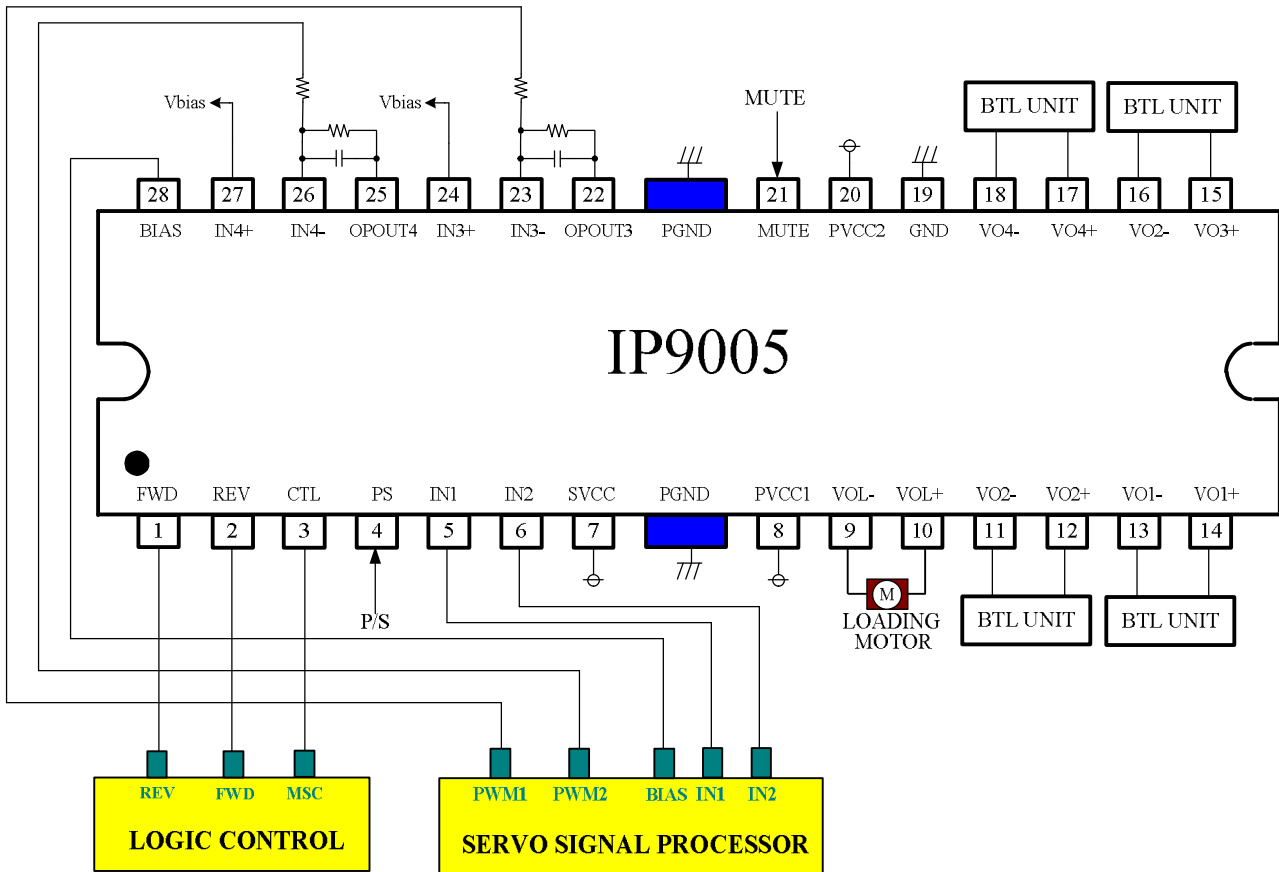 Vbias
Vbias
MUTE
BTL UNIT
BTL UNIT
28 27 26 25 24 23 22 21 20 19 18 17 16 15
BIAS IN4+ IN4- OPOUT4 IN3+ IN3- OPOUT3 PGND MUTE PVCC2 GND VO4- VO4+ VO2- VO3+
IP9005
FWD REV CTL PS IN1 IN2 SVCC PGND PVCC1 VOL- VOL+ VO2- VO2+ VO1- VO1+
1 2 3 4 5 6 7 8 9 10 11 12 13 14
P/S
M
LOADING
MOTOR
BTL UNIT
BTL UNIT
REV FWD MSC
LOGIC CONTROL
PWM1 PWM2 BIAS IN1 IN2
SERVO SIGNAL PROCESSOR